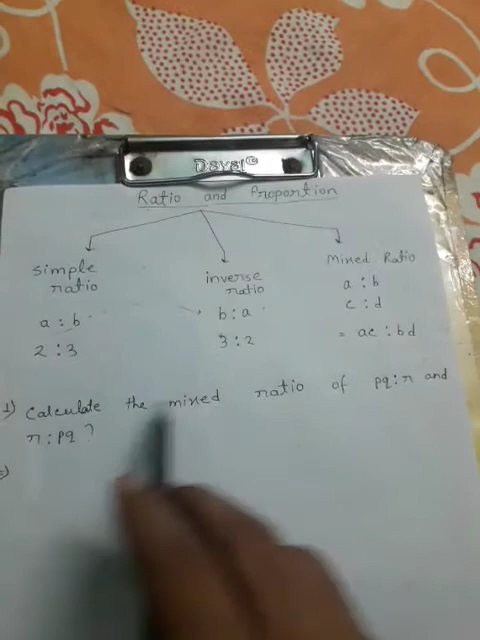 Daysl
Ratio and Proportion
simple ratio
a : b
2 : 3
inverse ratio
b : a
3 : 2
Mixed Ratio
a : b
c : d
= ac : bd
1) Calculate the mixed ratio of pq:r and
r : pq ?